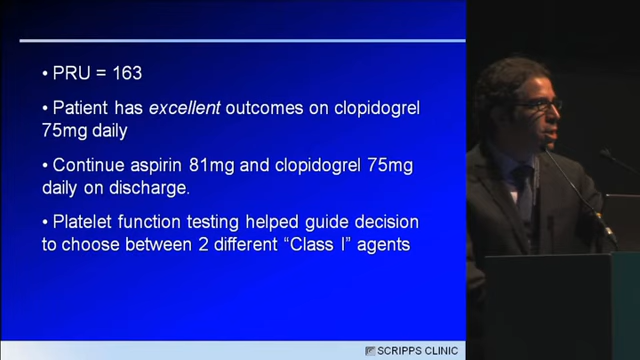 • PRU = 163
• Patient has excellent outcomes on clopidogrel
75mg daily
• Continue aspirin 81mg and clopidogrel 75mg
daily on discharge.
• Platelet function testing helped guide decision
to choose between 2 different “Class I” agents
SCRIPPS CLINIC